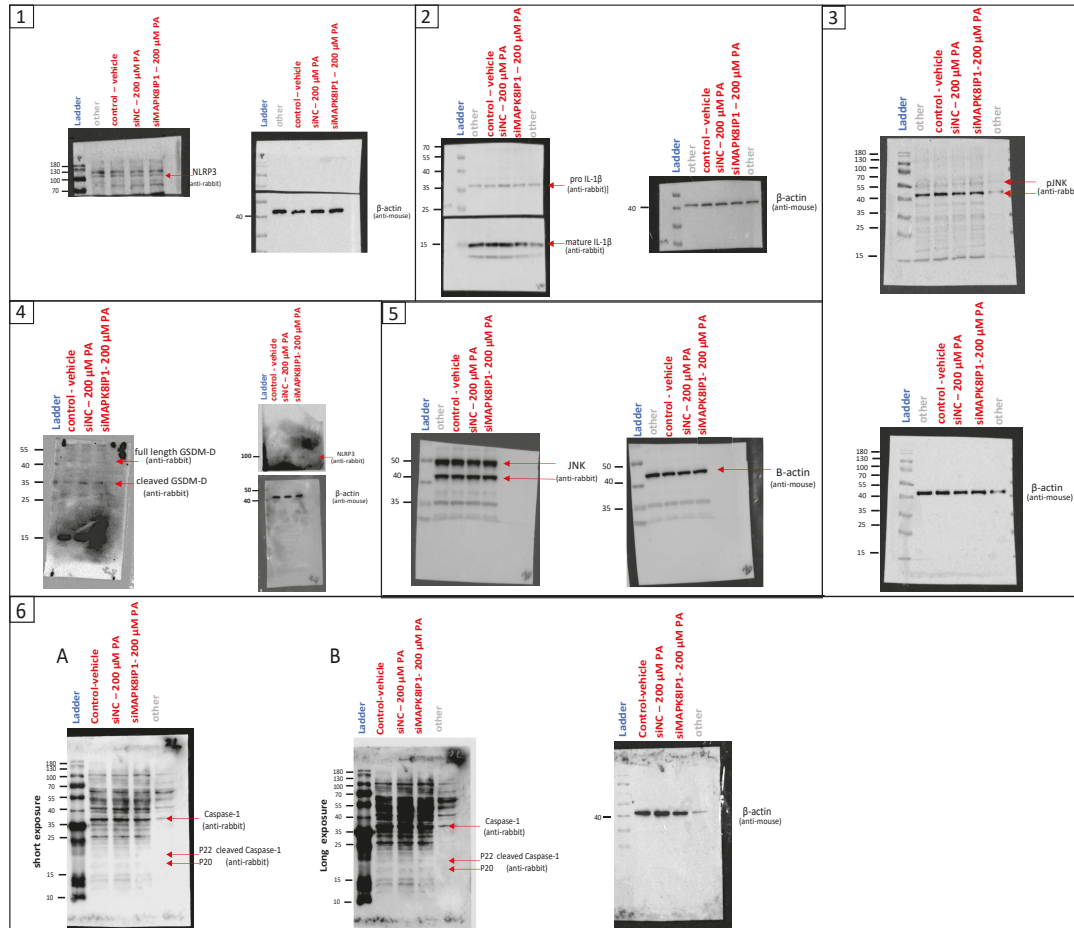 1
Ladder
other
control – vehicle
siNC – 200 µM PA
siMAPK8IP1 – 200 µM PA
180
130
100
70
NLRP3
(anti-rabbit)
Ladder
other
control – vehicle
siNC – 200 µM PA
siMAPK8IP1 – 200 µM PA
40
β-actin
(anti-mouse)
2
Ladder
other
control – vehicle
siNC – 200 µM PA
siMAPK8IP1 – 200 µM PA
other
70
55
40
35
25
15
pro IL-1β
(anti-rabbit)]
mature IL-1β
(anti-rabbit)
Ladder
other
control – vehicle
siNC – 200 µM PA
siMAPK8IP1 – 200 µM PA
other
40
β-actin
(anti-mouse)
3
Ladder
other
control – vehicle
siNC – 200 µM PA
siMAPK8IP1- 200 µM PA
other
180
130
100
70
55
40
35
25
15
pJNK
(anti-rabb
Ladder
other
control – vehicle
siNC – 200 µM PA
siMAPK8IP1- 200 µM PA
other
180
130
100
70
55
40
35
25
15
β-actin
(anti-mouse)
4
Ladder
control - vehicle
siNC – 200 µM PA
siMAPK8IP1- 200 µM PA
55
40
35
15
full length GSDM-D
(anti-rabbit)
cleaved GSDM-D
(anti-rabbit)
Ladder
control - vehicle
siNC – 200 µM PA
siMAPK8IP1- 200 µM PA
100
NLRP3
(anti-rabbit)
50
40
β-actin
(anti-mouse)
5
Ladder
other
control - vehicle
siNC – 200 µM PA
siMAPK8IP1- 200 µM PA
50
40
35
JNK
(anti-rabbit)
Ladder
other
control - vehicle
siNC – 200 µM PA
siMAPK8IP1- 200 µM PA
50
40
35
B-actin
(anti-mouse)
6
A
Ladder
Control-vehicle
siNC – 200 µM PA
siMAPK8IP1- 200 µM PA
other
short exposure
180
130
100
70
55
40
35
25
15
10
Caspase-1
(anti-rabbit)
P22 cleaved Caspase-1
P20 (anti-rabbit)
B
Ladder
Control-vehicle
siNC – 200 µM PA
siMAPK8IP1- 200 µM PA
other
Long exposure
180
130
100
70
55
40
35
25
15
10
Caspase-1
(anti-rabbit)
P22 cleaved Caspase-1
P20 (anti-rabbit)
Ladder
Control-vehicle
siNC – 200 µM PA
siMAPK8IP1- 200 µM PA
other
40
β-actin
(anti-mouse)